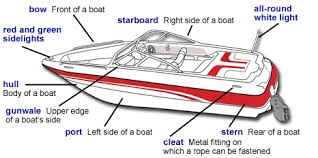 bow Front of a boat
starboard Right side of a boat
all-round
white light
red and green
sidelights
hull
Body of a boat
gunwale Upper edge
of a boat's side
port Left side of a boat
cleat Metal fitting on
which a rope can be fastened
stern Rear of a boat